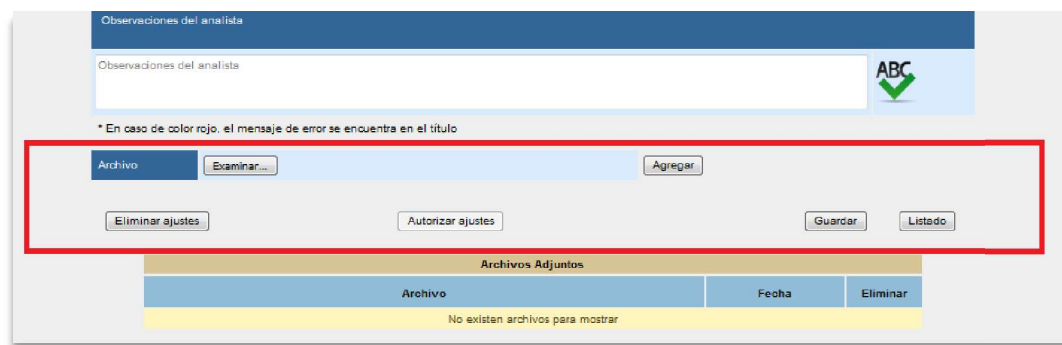 Observaciones del analista
Observaciones del analista
ABC
* En caso de color rojo, el mensaje de error se encuentra en el título
Archivo Examinar... Agregar
Eliminar ajustes Autorizar ajustes Guardar Listado
Archivos Adjuntos
Archivo Fecha Eliminar
No existen archivos para mostrar